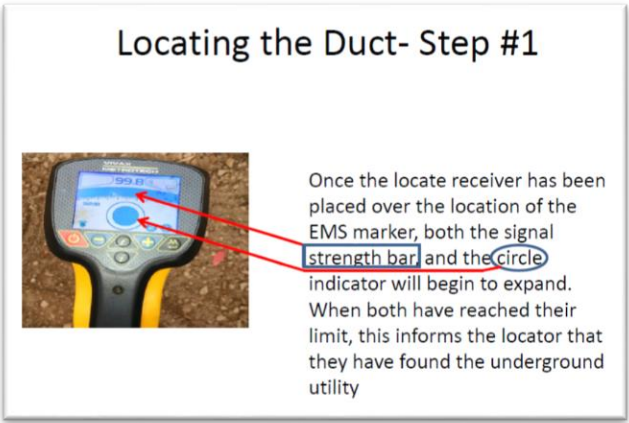 Locating the Duct- Step #1
99.8
Once the locate receiver has been
placed over the location of the
EMS marker, both the signal
strength bar, and the circle
indicator will begin to expand.
When both have reached their
limit, this informs the locator that
they have found the underground
utility